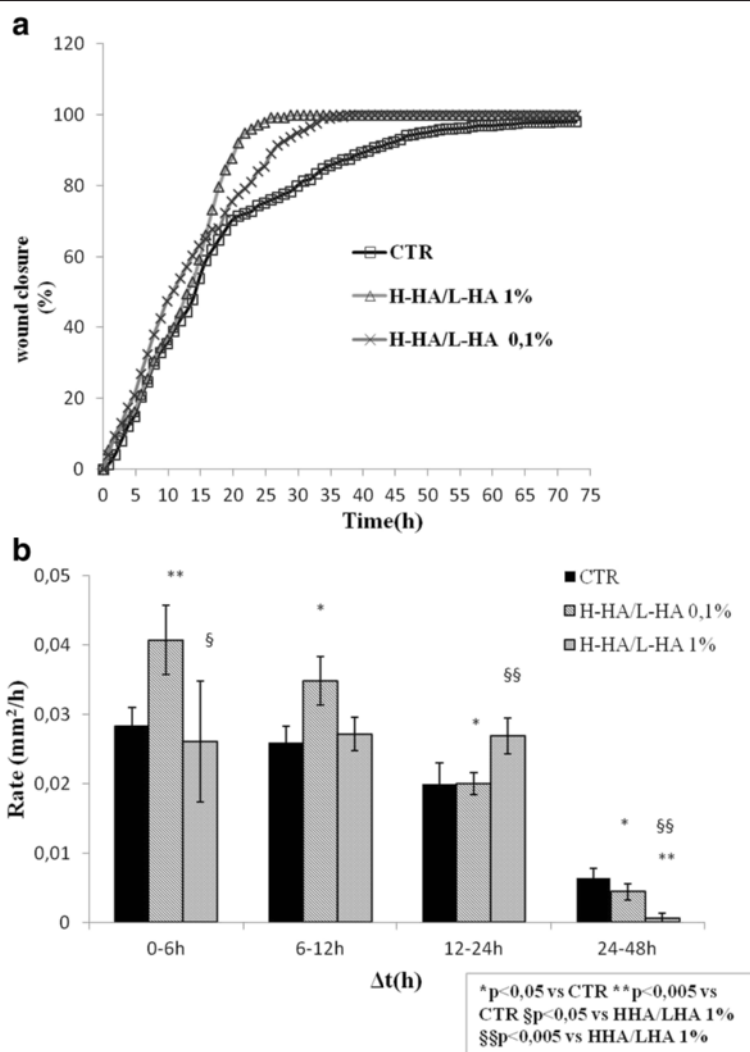 a
120
100
80
60
40
20
0
wound closure
(%)
CTR
H-HA/L-HA 1%
H-HA/L-HA 0,1%
0 5 10 15 20 25 30 35 40 45 50 55 60 65 70 75
Time(h)
b
0,05
0,04
0,03
0,02
0,01
0
Rate (mm²/h)
CTR
H-HA/L-HA 0,1%
H-HA/L-HA 1%
**
§
*
*
§§
*
§§
**
0-6h 6-12h 12-24h 24-48h
Δt(h)
*p<0,05 vs CTR **p<0,005 vs
CTR §p<0,05 vs HHA/LHA 1%
§§p<0,005 vs HHA/LHA 1%